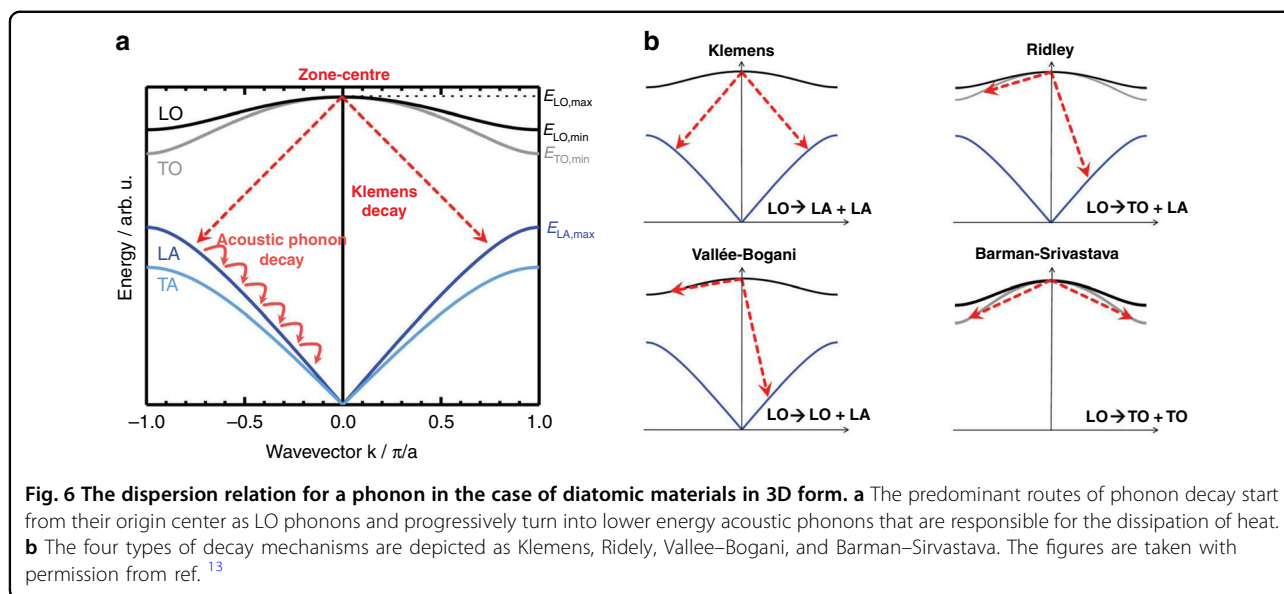 a
Zone-centre
LO
TO
E_LO,max
E_LO,min
E_TO,min
Klemens
decay
Acoustic phonon
decay
LA
TA
E_LA,max
Energy / arb. u.
–1.0 –0.5 0.0 0.5 1.0
Wavevector k / π/a
b
Klemens
LO→LA + LA
Ridley
LO→TO + LA
Vallée-Bogani
LO→LO + LA
Barman-Srivastava
LO→TO + TO
Fig. 6 The dispersion relation for a phonon in the case of diatomic materials in 3D form. a The predominant routes of phonon decay start
from their origin center as LO phonons and progressively turn into lower energy acoustic phonons that are responsible for the dissipation of heat.
b The four types of decay mechanisms are depicted as Klemens, Ridely, Vallee–Bogani, and Barman–Sirvastava. The figures are taken with
permission from ref. 13